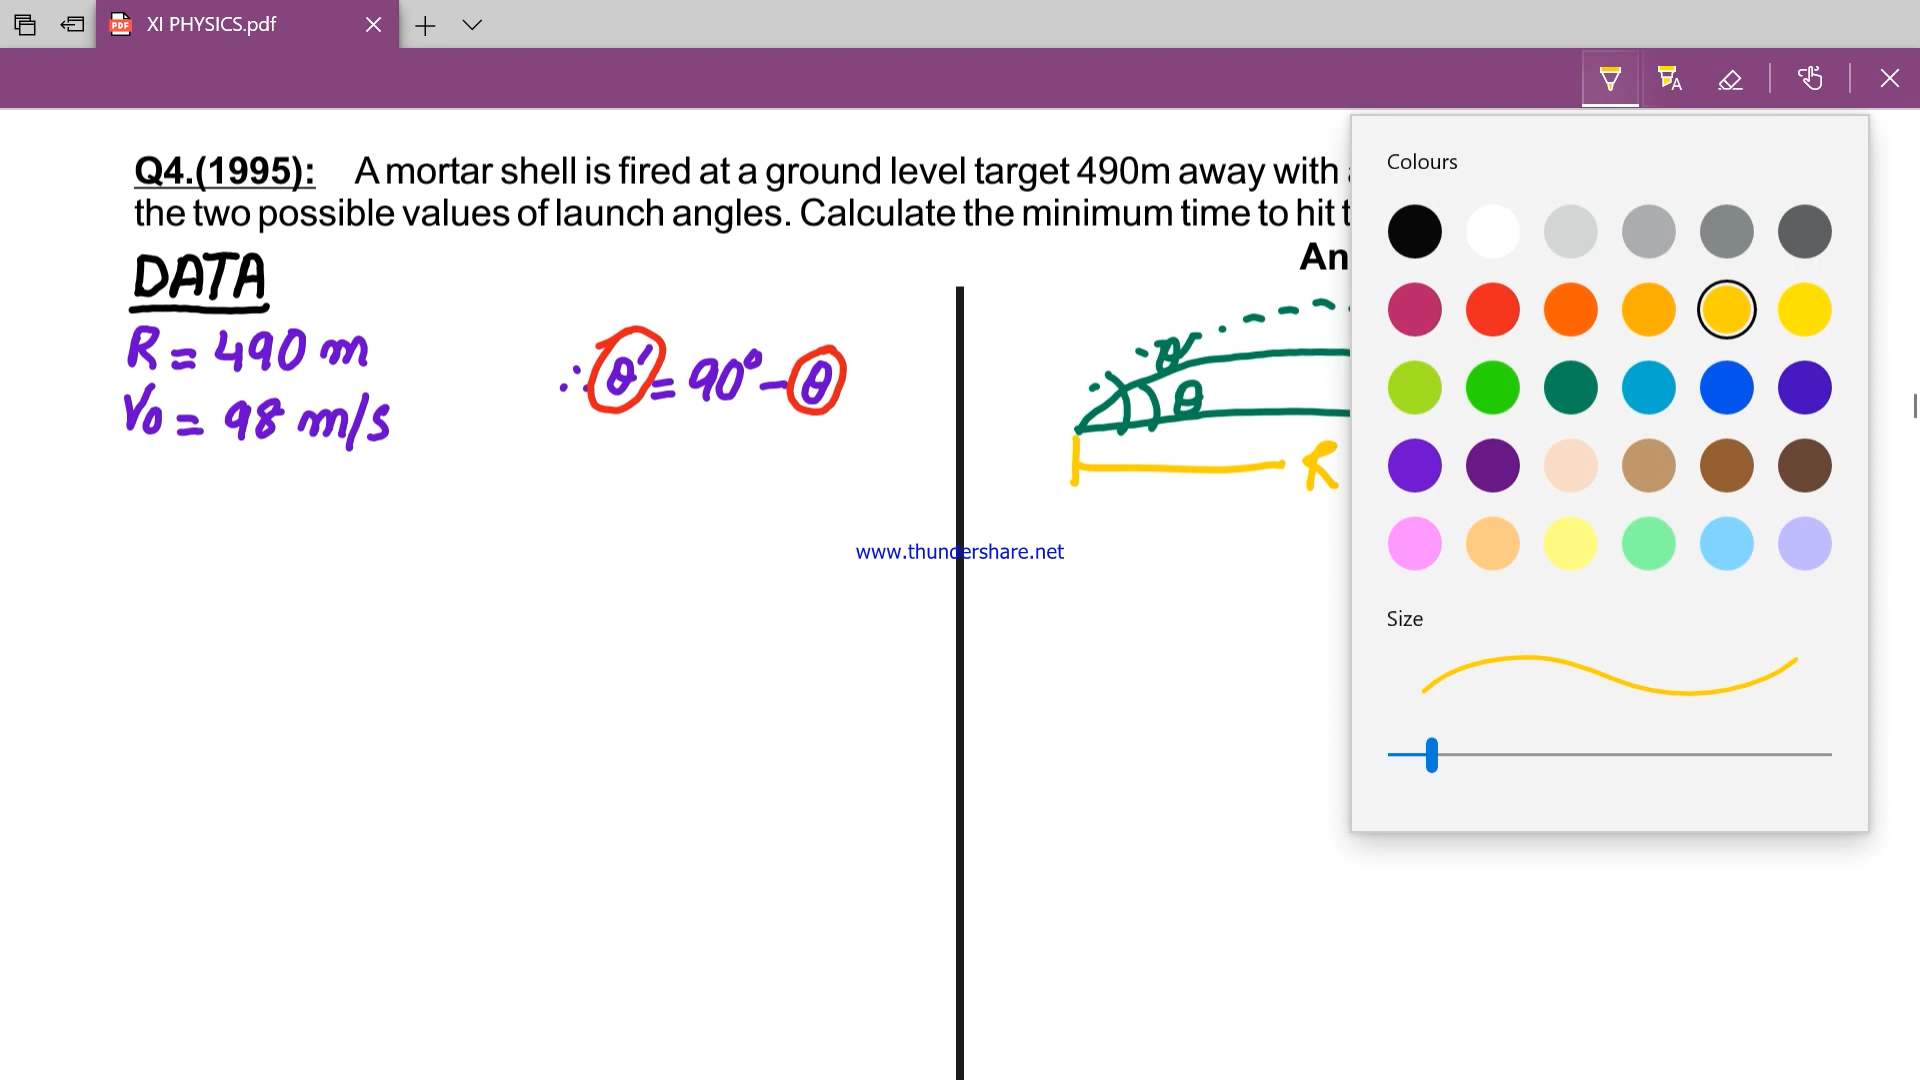 XI PHYSICS.pdf
Q4.(1995): A mortar shell is fired at a ground level target 490m away with
the two possible values of launch angles. Calculate the minimum time to hit
An
DATA
R = 490 m
V₀ = 98 m/s
∴ θ' = 90° - θ
θ'
θ
R
www.thundershare.net
Colours
Size